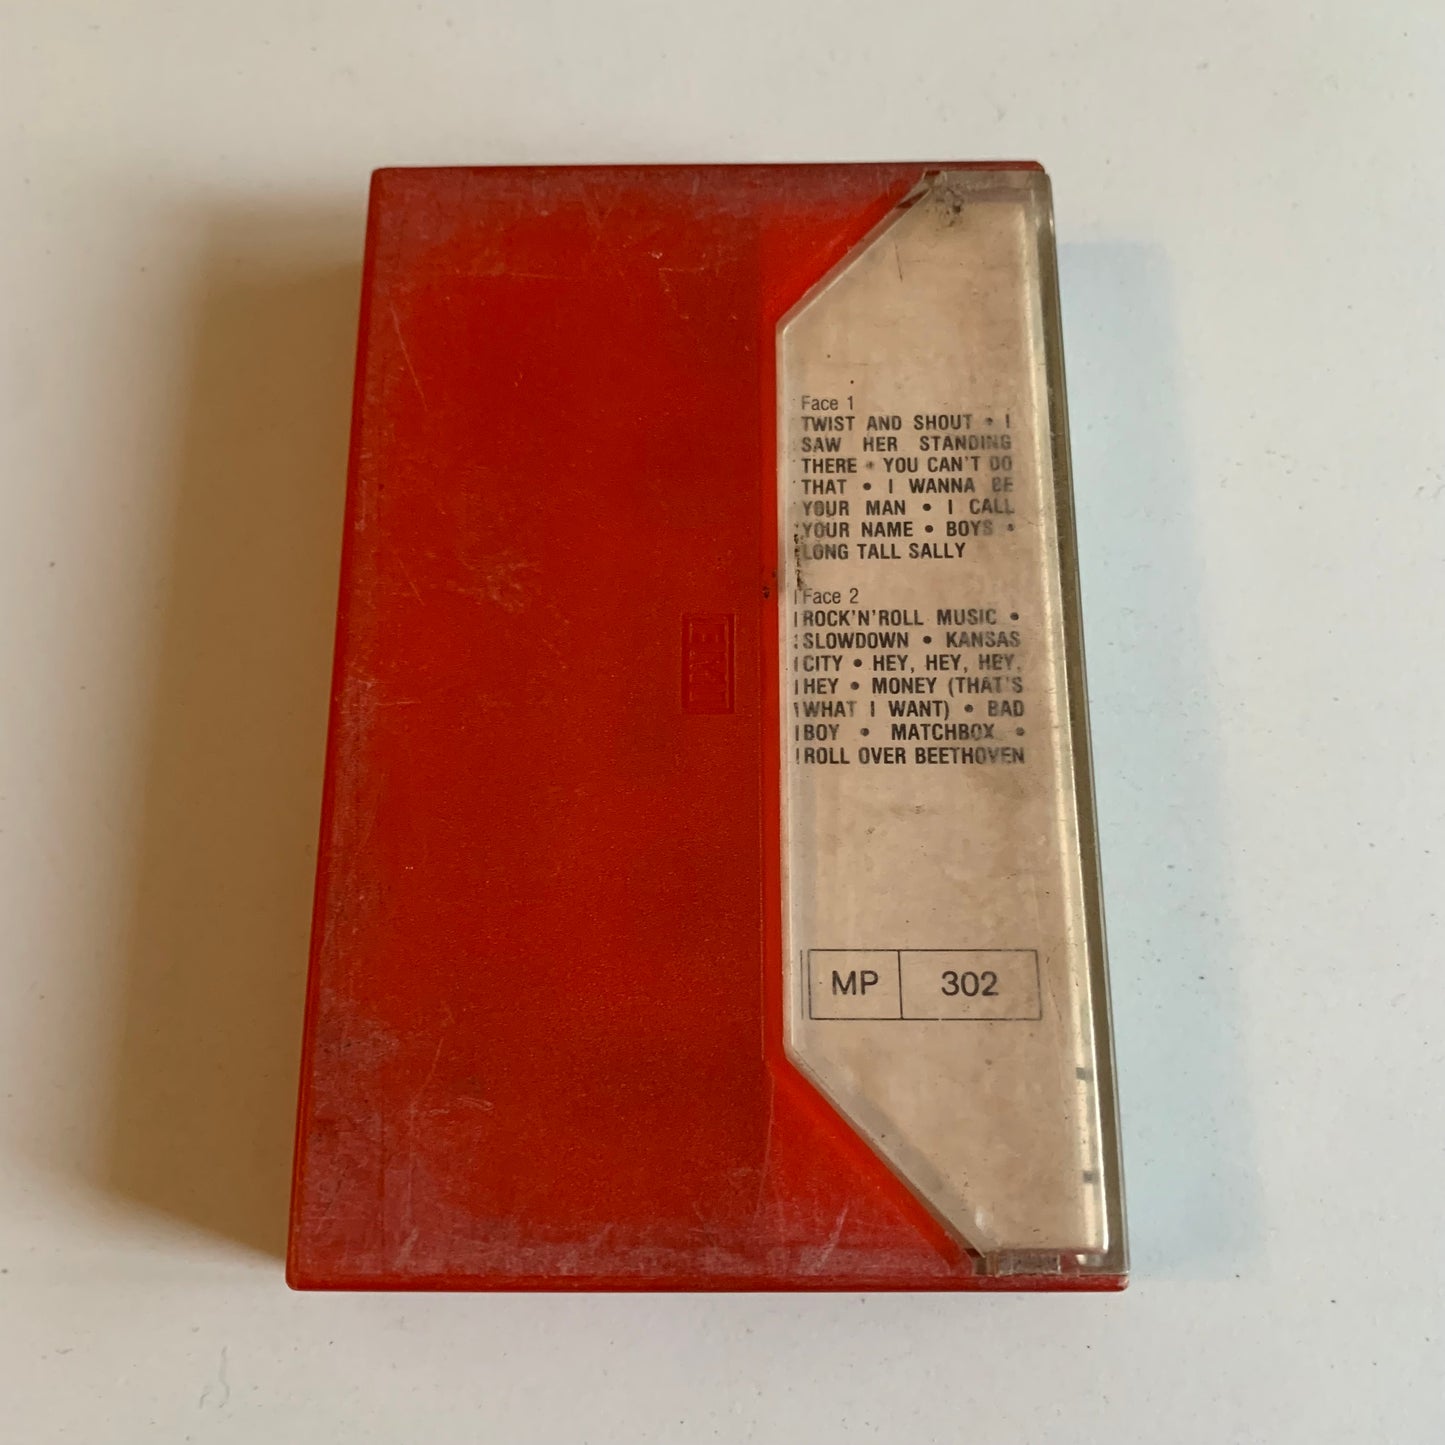 Face 1
TWIST AND SHOUT • I
SAW HER STANDING
THERE • YOU CAN'T DO
THAT • I WANNA BE
YOUR MAN • I CALL
YOUR NAME • BOYS •
LONG TALL SALLY
Face 2
ROCK'N'ROLL MUSIC •
SLOWDOWN • KANSAS
CITY • HEY, HEY, HEY,
HEY • MONEY (THAT'S
WHAT I WANT) • BAD
BOY • MATCHBOX •
ROLL OVER BEETHOVEN
EMI
MP 302